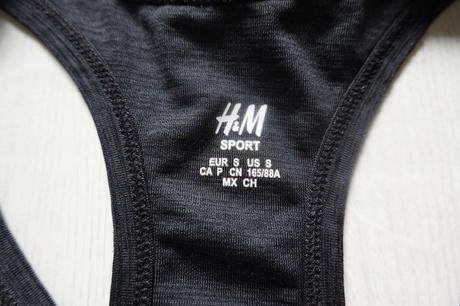 H&M
SPORT
EUR S US S
CA P CN 165/88A
MX CH